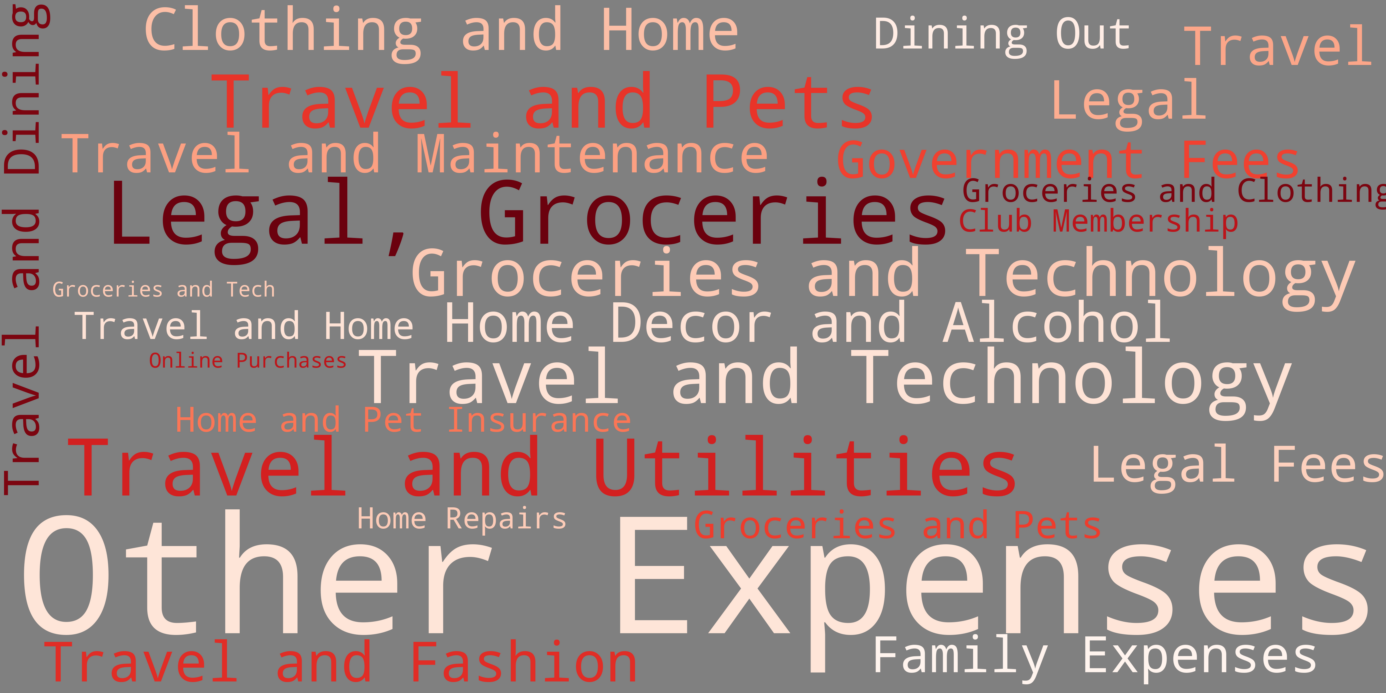 Clothing and Home
Dining Out
Travel
Travel and Pets
Legal
Travel and Maintenance
Government Fees
Legal, Groceries
Groceries and Clothing
Club Membership
Groceries and Technology
Groceries and Tech
Travel and Home
Home Decor and Alcohol
Online Purchases
Travel and Technology
Home and Pet Insurance
Travel and Utilities
Legal Fees
Travel and Dining
Home Repairs
Groceries and Pets
Other Expenses
Travel and Fashion
Family Expenses